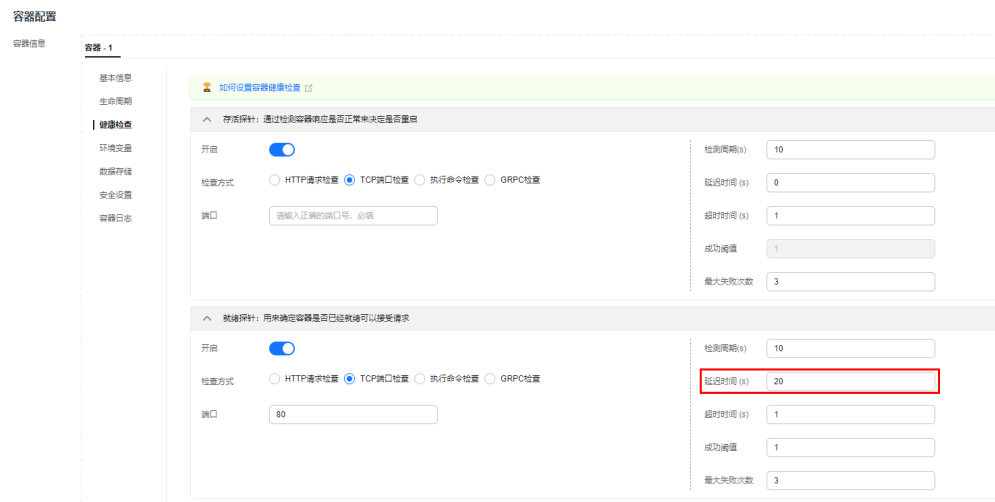 容器配置
容器信息
容器 - 1
基本信息
生命周期
健康检查
环境变量
数据存储
安全设置
容器日志
如何设置容器健康检查
存活探针：通过检测容器响应是否正常来决定是否重启
开启
检查方式
HTTP请求检查 TCP端口检查 执行命令检查 GRPC检查
端口
请输入正确的端口号，必填
检测周期(s) 10
延迟时间 (s) 0
超时时间 (s) 1
成功阈值 1
最大失败次数 3
就绪探针：用来确定容器是否已经就绪可以接受请求
开启
检查方式
HTTP请求检查 TCP端口检查 执行命令检查 GRPC检查
端口 80
检测周期(s) 10
延迟时间 (s) 20
超时时间 (s) 1
成功阈值 1
最大失败次数 3